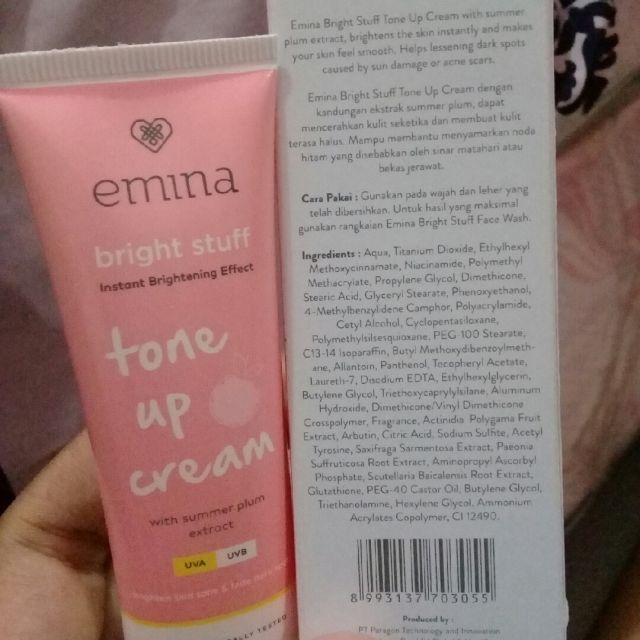 emina
bright stuff
Instant Brightening Effect
tone
up
cream
with summer plum
extract
UVA UVB
Emina Bright Stuff Tone Up Cream with summer
plum extract, brightens the skin instantly and makes
your skin feel smooth. Helps lessening dark spots
caused by sun damage or acne scars.
Emina Bright Stuff Tone Up Cream dengan
kandungan ekstrak summer plum, dapat
mencerahkan kulit seketika dan membuat kulit
terasa halus. Mampu membantu menyamarkan noda
hitam yang disebabkan oleh sinar matahari atau
bekas jerawat.
Cara Pakai : Gunakan pada wajah dan leher yang
telah dibersihkan. Untuk hasil yang maksimal
gunakan rangkaian Emina Bright Stuff Face Wash.
Ingredients : Aqua, Titanium Dioxide, Ethylhexyl
Methoxycinnamate, Niacinamide, Polymethyl
Methacrylate, Propylene Glycol, Dimethicone,
Stearic Acid, Glyceryl Stearate, Phenoxyethanol,
4-Methylbenzylidene Camphor, Polyacrylamide,
Cetyl Alcohol, Cyclopentasiloxane,
Polymethylsilsesquioxane, PEG-100 Stearate,
C13-14 Isoparaffin, Butyl Methoxydibenzoylmeth-
ane, Allantoin, Panthenol, Tocopheryl Acetate,
Laureth-7, Disodium EDTA, Ethylhexylglycerin,
Butylene Glycol, Triethoxycaprylylsilane, Aluminum
Hydroxide, Dimethicone/Vinyl Dimethicone
Crosspolymer, Fragrance, Actinidia Polygama Fruit
Extract, Arbutin, Citric Acid, Sodium Sulfite, Acetyl
Tyrosine, Saxifraga Sarmentosa Extract, Paeonia
Suffruticosa Root Extract, Aminopropyl Ascorbyl
Phosphate, Scutellaria Baicalensis Root Extract,
Glutathione, PEG-40 Castor Oil, Butylene Glycol,
Triethanolamine, Hexylene Glycol, Ammonium
Acrylates Copolymer, CI 12490.
8 993137 703055
Produced by :
PT Paragon Technology and Innovation